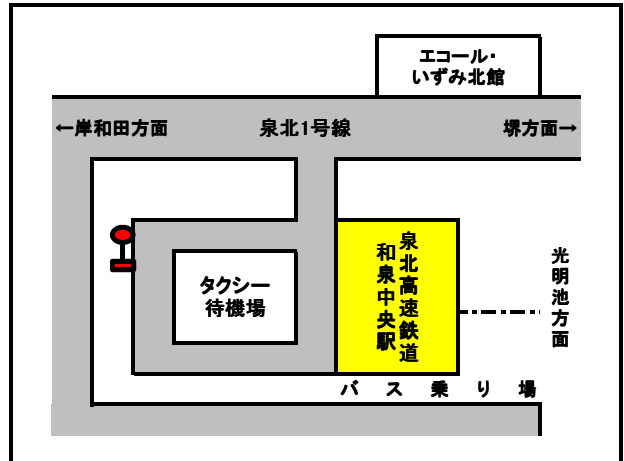 エコール・
いずみ北館
←岸和田方面
泉北1号線
堺方面→
タクシー
待機場
泉北高速鉄道
和泉中央駅
光明池方面
バス乗り場